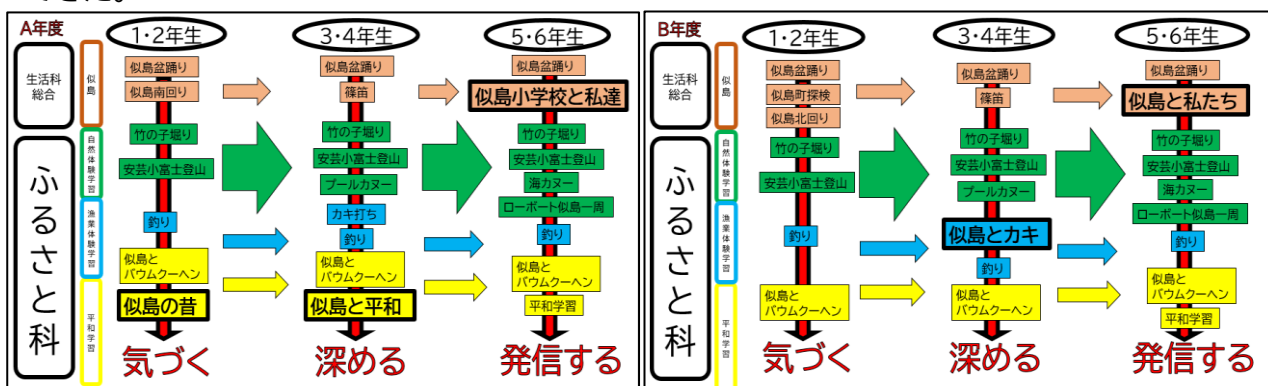 A年度
1・2年生
3・4年生
5・6年生
生活科
総合
似島
似島盆踊り
似島南回り
似島盆踊り
篠笛
似島盆踊り
似島小学校と私達
ふるさと科
自然体験学習
竹の子堀り
安芸小富士登山
竹の子堀り
安芸小富士登山
プールカヌー
竹の子堀り
安芸小富士登山
海カヌー
ローボート似島一周
漁業体験学習
釣り
カキ打ち
釣り
釣り
平和学習
似島と
バウムクーヘン
似島の昔
似島と
バウムクーヘン
似島と平和
似島と
バウムクーヘン
平和学習
気づく
深める
発信する
B年度
1・2年生
3・4年生
5・6年生
生活科
総合
似島
似島盆踊り
似島町探検
似島北回り
似島盆踊り
篠笛
似島盆踊り
似島と私たち
ふるさと科
自然体験学習
竹の子堀り
安芸小富士登山
竹の子堀り
安芸小富士登山
プールカヌー
竹の子堀り
安芸小富士登山
海カヌー
ローボート似島一周
漁業体験学習
釣り
似島とカキ
釣り
釣り
平和学習
似島と
バウムクーヘン
似島と
バウムクーヘン
似島と
バウムクーヘン
平和学習
気づく
深める
発信する